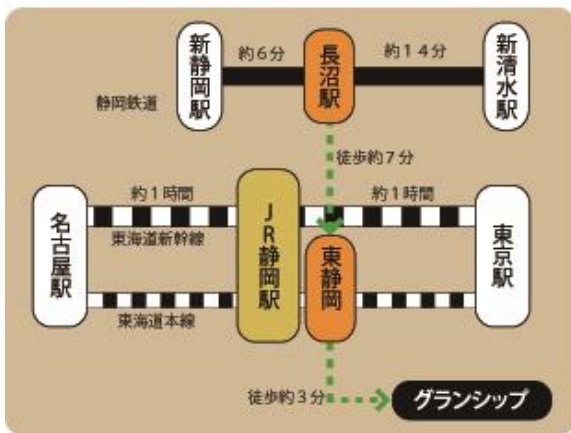 新静岡駅
約6分
長沼駅
約14分
新清水駅
静岡鉄道
徒歩約7分
名古屋駅
約1時間
東海道新幹線
JR静岡駅
約1時間
東静岡
東京駅
東海道本線
徒歩約3分
グランシップ